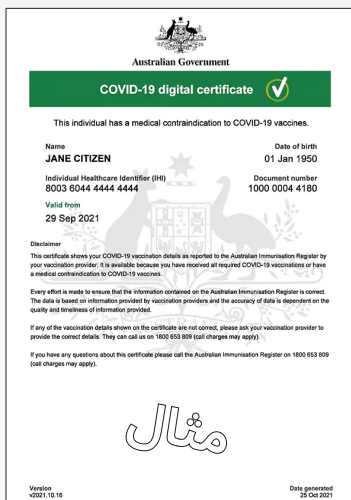 Australian Government
COVID-19 digital certificate
This individual has a medical contraindication to COVID-19 vaccines.
Name
Date of birth
JANE CITIZEN
01 Jan 1950
Individual Healthcare Identifier (IHI)
Document number
8003 6044 4444 4444
1000 0004 4180
Valid from
29 Sep 2021
Disclaimer
This certificate shows your COVID-19 vaccination details as reported to the Australian Immunisation Register by
your vaccination provider. It is available because you have received all required COVID-19 vaccinations or have
a medical contraindication to COVID-19 vaccines.
Every effort is made to ensure that the information contained on the Australian Immunisation Register is correct.
The data is based on information provided by vaccination providers and the accuracy of data is dependent on the
quality and timeliness of information provided.
If any of the vaccination details shown on the certificate are not correct, please ask your vaccination provider to
provide the correct details. They can call us on 1800 653 809 (call charges may apply).
If you have any questions about this certificate please call the Australian Immunisation Register on 1800 653 809
(call charges may apply).
مثال
Version
Date generated
v2021.10.16
25 Oct 2021